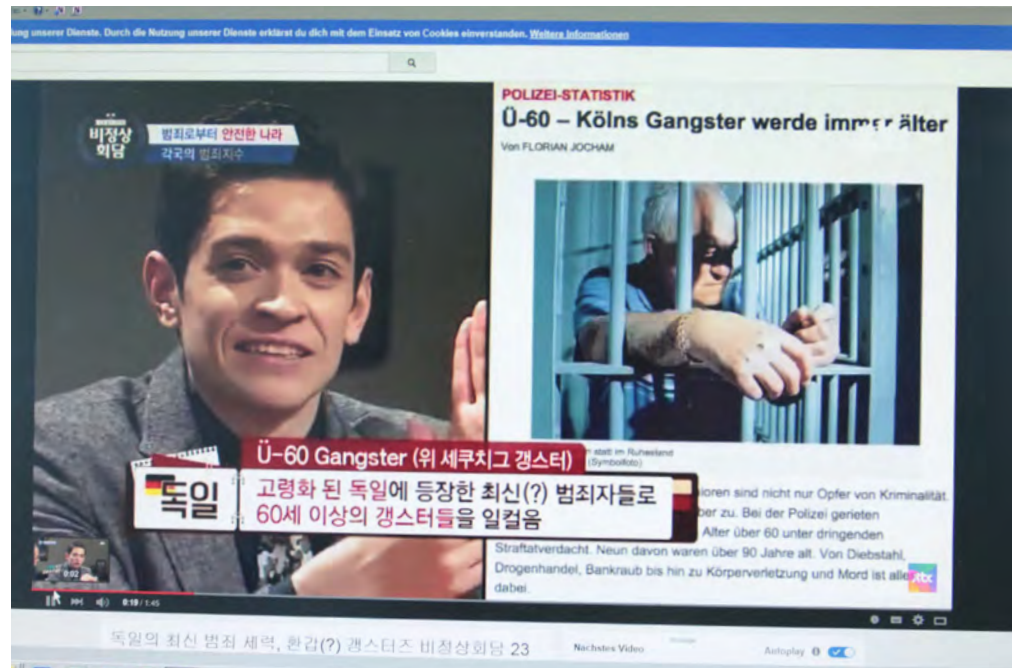 ung unserer Dienste. Durch die Nutzung unserer Dienste erklärst du dich mit dem Einsatz von Cookies einverstanden. Weitere Informationen
비정상
회담
범죄로부터 안전한 나라
각국의 범죄지수
POLIZEI-STATISTIK
Ü-60 – Kölns Gangster werde immer älter
Von FLORIAN JOCHAM
n statt im Ruhestand
(Symbolfoto)
Ü-60 Gangster (위 세쿠치그 갱스터)
독일
고령화 된 독일에 등장한 최신(?) 범죄자들로
60세 이상의 갱스터들을 일컬음
ioren sind nicht nur Opfer von Kriminalität.
ber zu. Bei der Polizei gerieten
Alter über 60 unter dringenden
Straftatverdacht. Neun davon waren über 90 Jahre alt. Von Diebstahl,
Drogenhandel, Bankraub bis hin zu Körperverletzung und Mord ist alle
dabei.
jtbc
0:02
0:19 / 1:45
독일의 최신 범죄 세력, 환갑(?) 갱스터즈 비정상회담 23
Nächstes Video
Autoplay